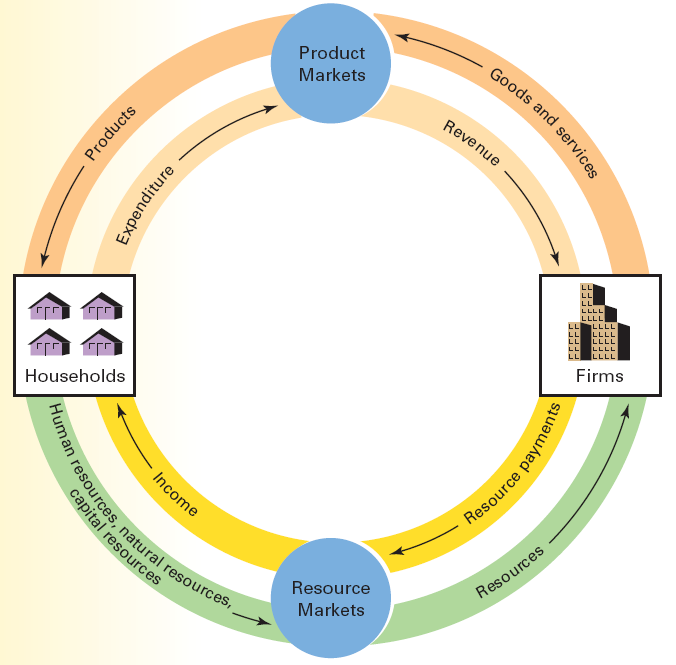 Product
Markets
Goods and services
Products
Revenue
Expenditure
Households
Firms
Human resources, natural resources,
capital resources
Income
Resource payments
Resources
Resource
Markets